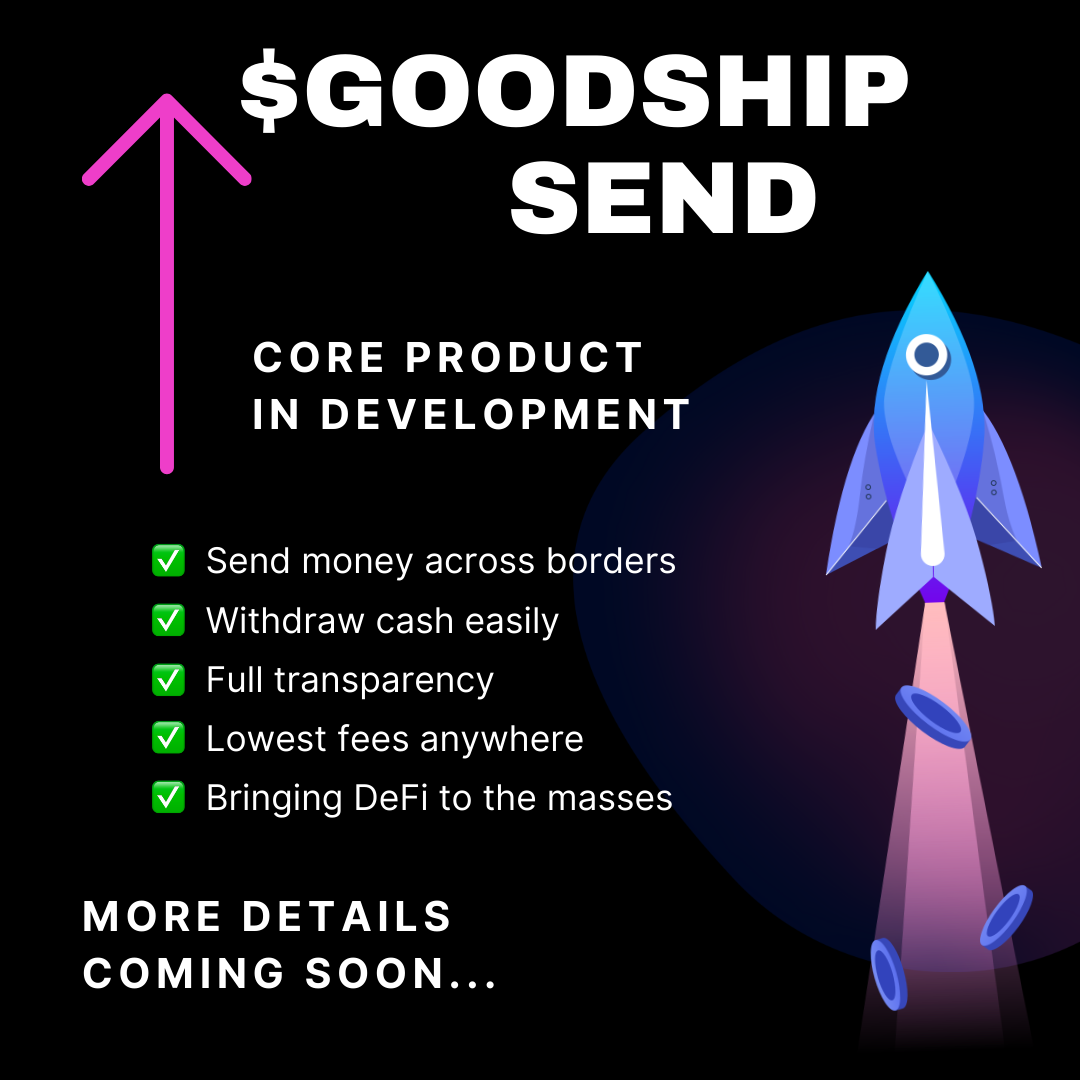 $GOODSHIP
SEND
CORE PRODUCT
IN DEVELOPMENT
✅ Send money across borders
✅ Withdraw cash easily
✅ Full transparency
✅ Lowest fees anywhere
✅ Bringing DeFi to the masses
MORE DETAILS
COMING SOON...